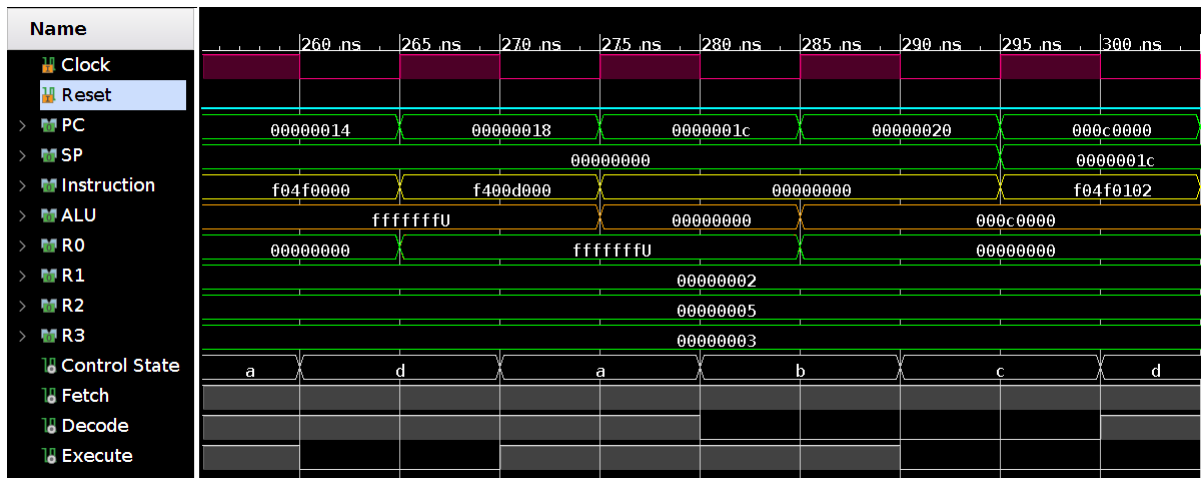 Name
260 ns 265 ns 270 ns 275 ns 280 ns 285 ns 290 ns 295 ns 300 ns
Clock
Reset
PC 00000014 00000018 0000001c 00000020 000c0000
SP 00000000 0000001c
Instruction f04f0000 f400d000 00000000 f04f0102
ALU fffffffU 00000000 000c0000
R0 00000000 fffffffU 00000000
R1 00000002
R2 00000005
R3 00000003
Control State a d a b c d
Fetch
Decode
Execute